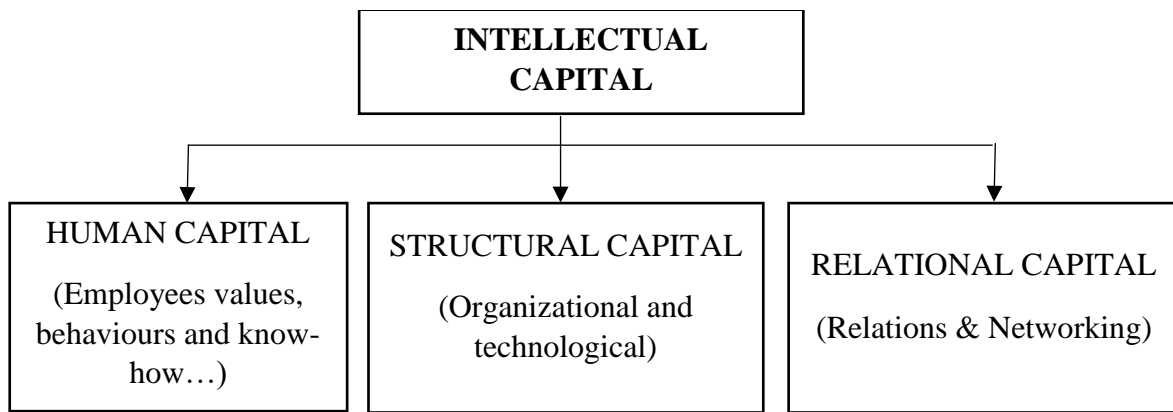 INTELLECTUAL
CAPITAL
HUMAN CAPITAL
(Employees values,
behaviours and know-
how…)
STRUCTURAL CAPITAL
(Organizational and
technological)
RELATIONAL CAPITAL
(Relations & Networking)